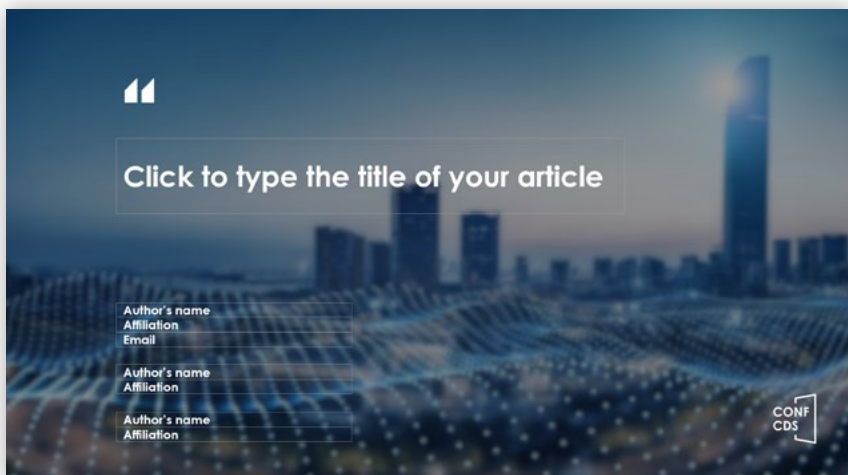 “
Click to type the title of your article
Author's name
Affiliation
Email
Author's name
Affiliation
Author's name
Affiliation
CONF
CDS